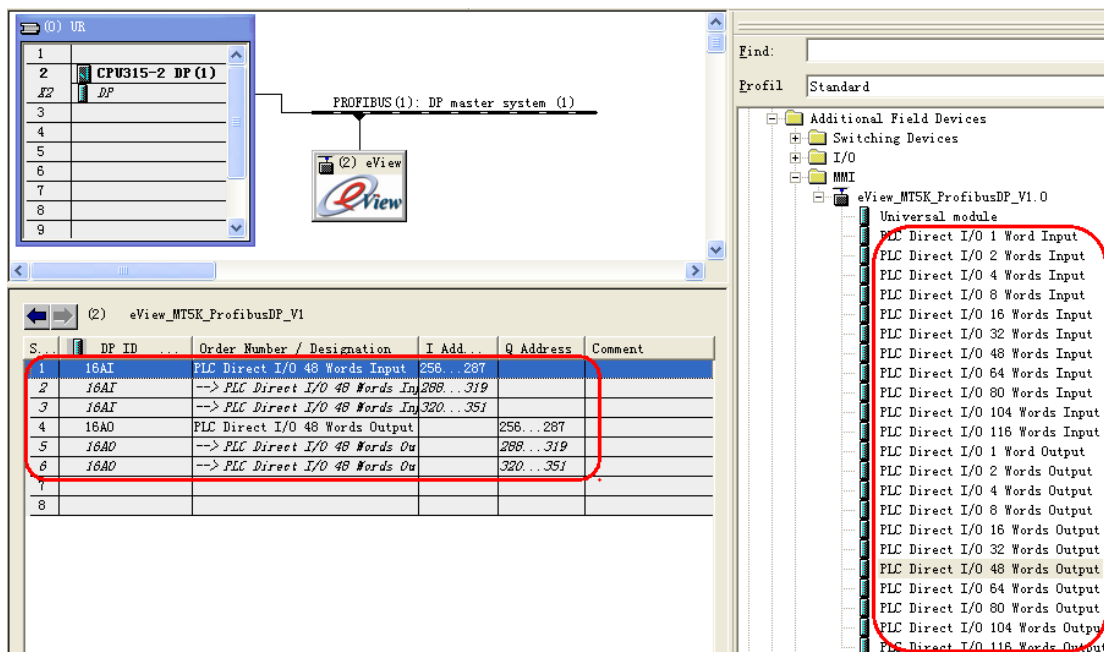 (0) UR
1
2 CPU315-2 DP(1)
X2 DP
3
4
5
6
7
8
9
PROFIBUS(1): DP master system (1)
(2) eView
eView
(2) eView_MT5K_ProfibusDP_V1
S... DP ID ... Order Number / Designation I Add... Q Address Comment
1 16AI PLC Direct I/O 48 Words Input 256...287
2 16AI --> PLC Direct I/O 48 Words Inp 288...319
3 16AI --> PLC Direct I/O 48 Words Inp 320...351
4 16AO PLC Direct I/O 48 Words Output 256...287
5 16AO --> PLC Direct I/O 48 Words Ou 288...319
6 16AO --> PLC Direct I/O 48 Words Ou 320...351
7
8
Find:
Profil Standard
Additional Field Devices
Switching Devices
I/O
MMI
eView_MT5K_ProfibusDP_V1.0
Universal module
PLC Direct I/O 1 Word Input
PLC Direct I/O 2 Words Input
PLC Direct I/O 4 Words Input
PLC Direct I/O 8 Words Input
PLC Direct I/O 16 Words Input
PLC Direct I/O 32 Words Input
PLC Direct I/O 48 Words Input
PLC Direct I/O 64 Words Input
PLC Direct I/O 80 Words Input
PLC Direct I/O 104 Words Input
PLC Direct I/O 116 Words Input
PLC Direct I/O 1 Word Output
PLC Direct I/O 2 Words Output
PLC Direct I/O 4 Words Output
PLC Direct I/O 8 Words Output
PLC Direct I/O 16 Words Output
PLC Direct I/O 32 Words Output
PLC Direct I/O 48 Words Output
PLC Direct I/O 64 Words Output
PLC Direct I/O 80 Words Output
PLC Direct I/O 104 Words Outpu
PLC Direct I/O 116 Words Output